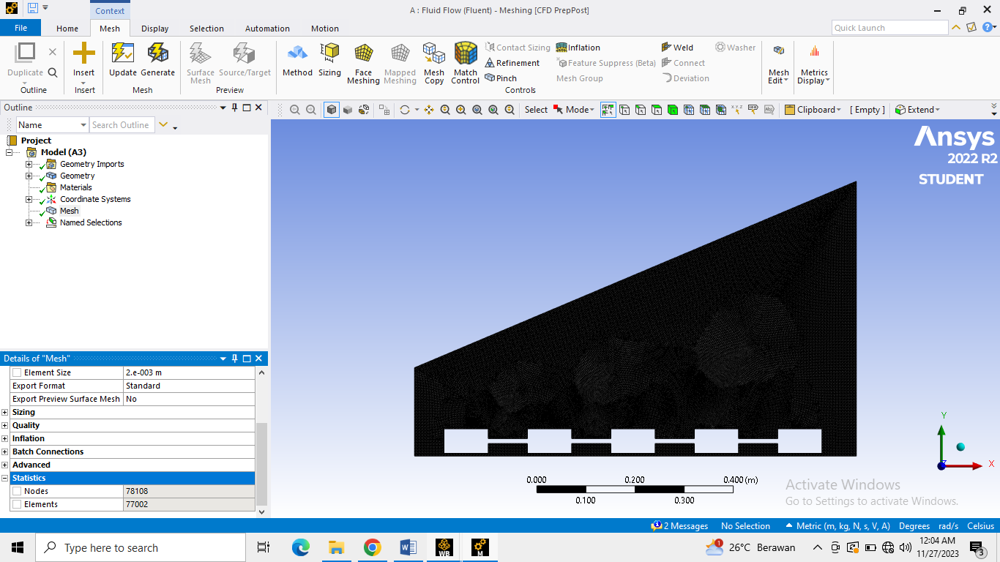 Context
A : Fluid Flow (Fluent) - Meshing [CFD PrepPost]
File Home Mesh Display Selection Automation Motion
Quick Launch
Duplicate
Outline
Insert
Insert
Update Generate
Mesh
Surface Mesh
Source/Target
Preview
Method Sizing Face Meshing Mapped Meshing Mesh Copy Match Control
Contact Sizing
Refinement
Pinch
Inflation
Feature Suppress (Beta)
Mesh Group
Weld
Connect
Deviation
Washer
Controls
Mesh Edit
Metrics Display
Outline
Select Mode Clipboard [ Empty ] Extend
Name Search Outline
Project
Model (A3)
Geometry Imports
Geometry
Materials
Coordinate Systems
Mesh
Named Selections
Ansys
2022 R2
STUDENT
Details of "Mesh"
Element Size 2.e-003 m
Export Format Standard
Export Preview Surface Mesh No
Sizing
Quality
Inflation
Batch Connections
Advanced
Statistics
Nodes 78108
Elements 77002
0.000 0.200 0.400 (m)
0.100 0.300
Y
X
Z
Activate Windows
Go to Settings to activate Windows.
2 Messages No Selection Metric (m, kg, N, s, V, A) Degrees rad/s Celsius
Type here to search
W
WB
M
1
26°C Berawan
12:04 AM
11/27/2023
3